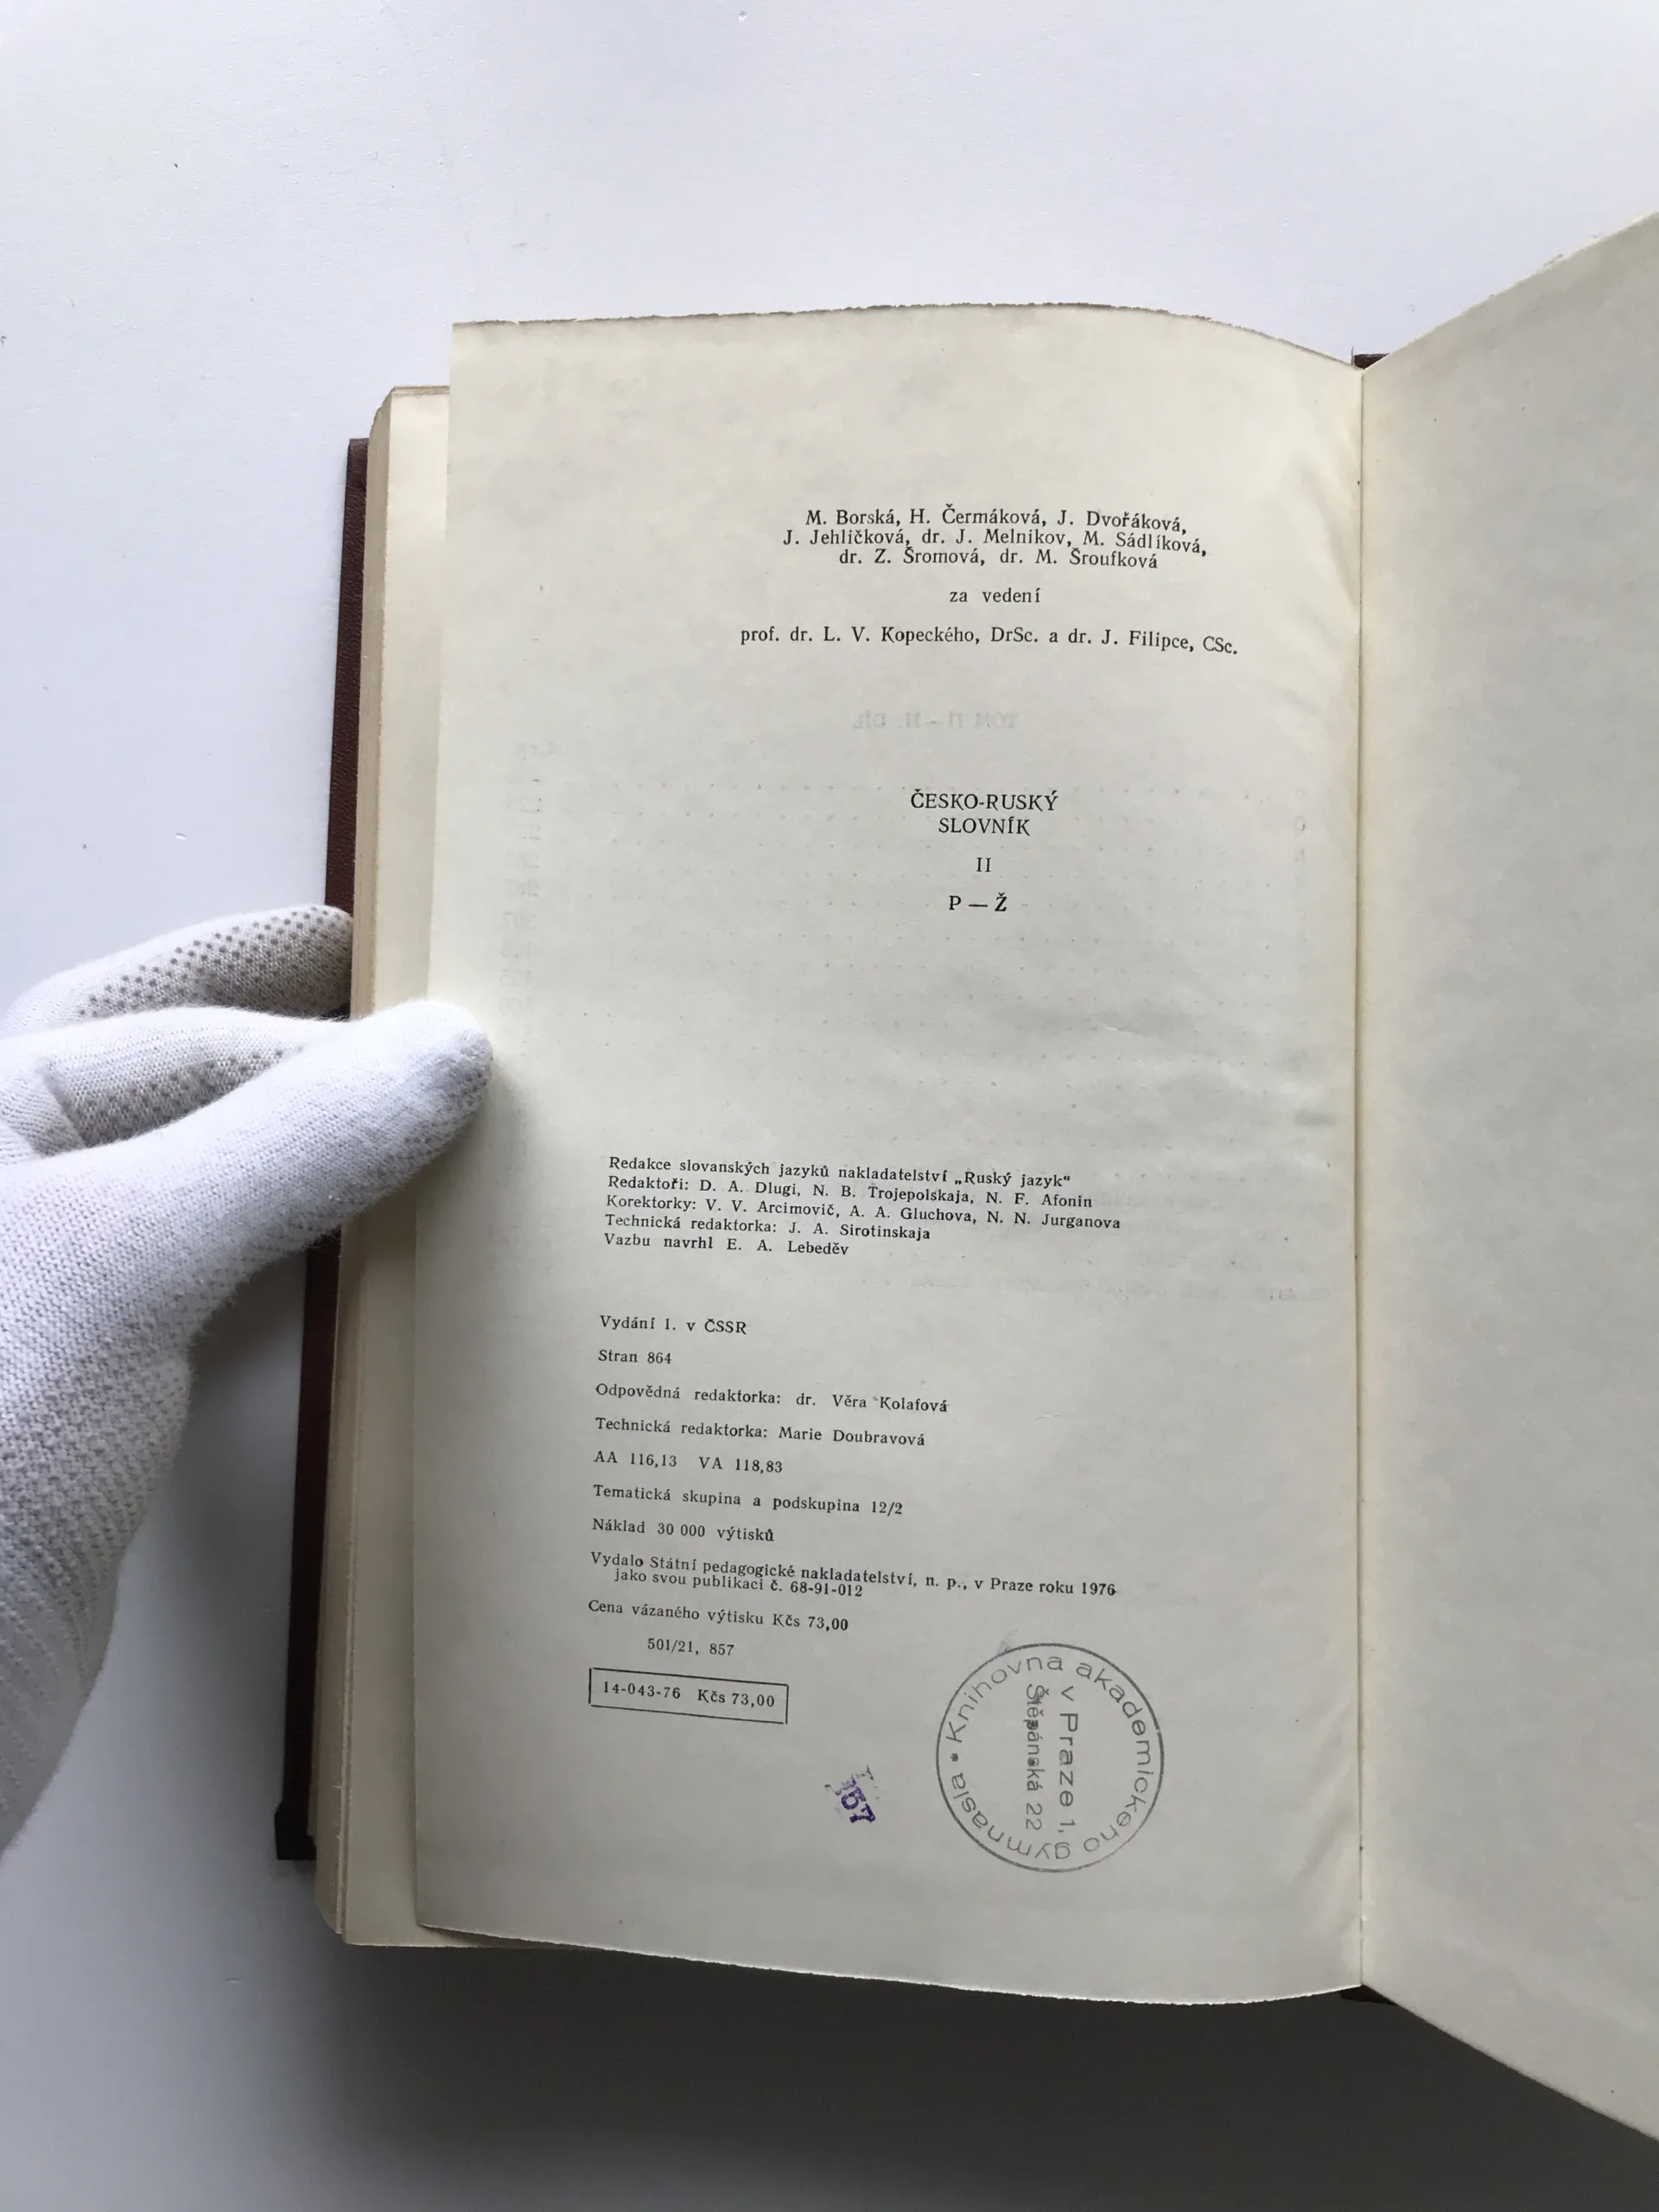 M. Borská, H. Čermáková, J. Dvořáková,
J. Jehličková, dr. J. Melnikov, M. Sádlíková,
dr. Z. Šromová, dr. M. Šroufková
za vedení
prof. dr. L. V. Kopeckého, DrSc. a dr. J. Filipce, CSc.
TOM II – II. DÍL
ČESKO-RUSKÝ
SLOVNÍK
II
P — Ž
Redakce slovanských jazyků nakladatelství „Ruský jazyk“
Redaktoři: D. A. Dlugi, N. B. Trojepolskaja, N. F. Afonin
Korektorky: V. V. Arcimovič, A. A. Gluchova, N. N. Jurganova
Technická redaktorka: J. A. Sirotinskaja
Vazbu navrhl E. A. Lebeděv
Vydání 1. v ČSSR
Stran 864
Odpovědná redaktorka: dr. Věra Kolafová
Technická redaktorka: Marie Doubravová
AA 116,13 VA 118,83
Tematická skupina a podskupina 12/2
Náklad 30 000 výtisků
Vydalo Státní pedagogické nakladatelství, n. p., v Praze roku 1976
jako svou publikaci č. 68-91-012
Cena vázaného výtisku Kčs 73,00
501/21, 857
14-043-76 Kčs 73,00
Knihovna akademického gymnasia •
v Praze 1,
Štěpánská 22